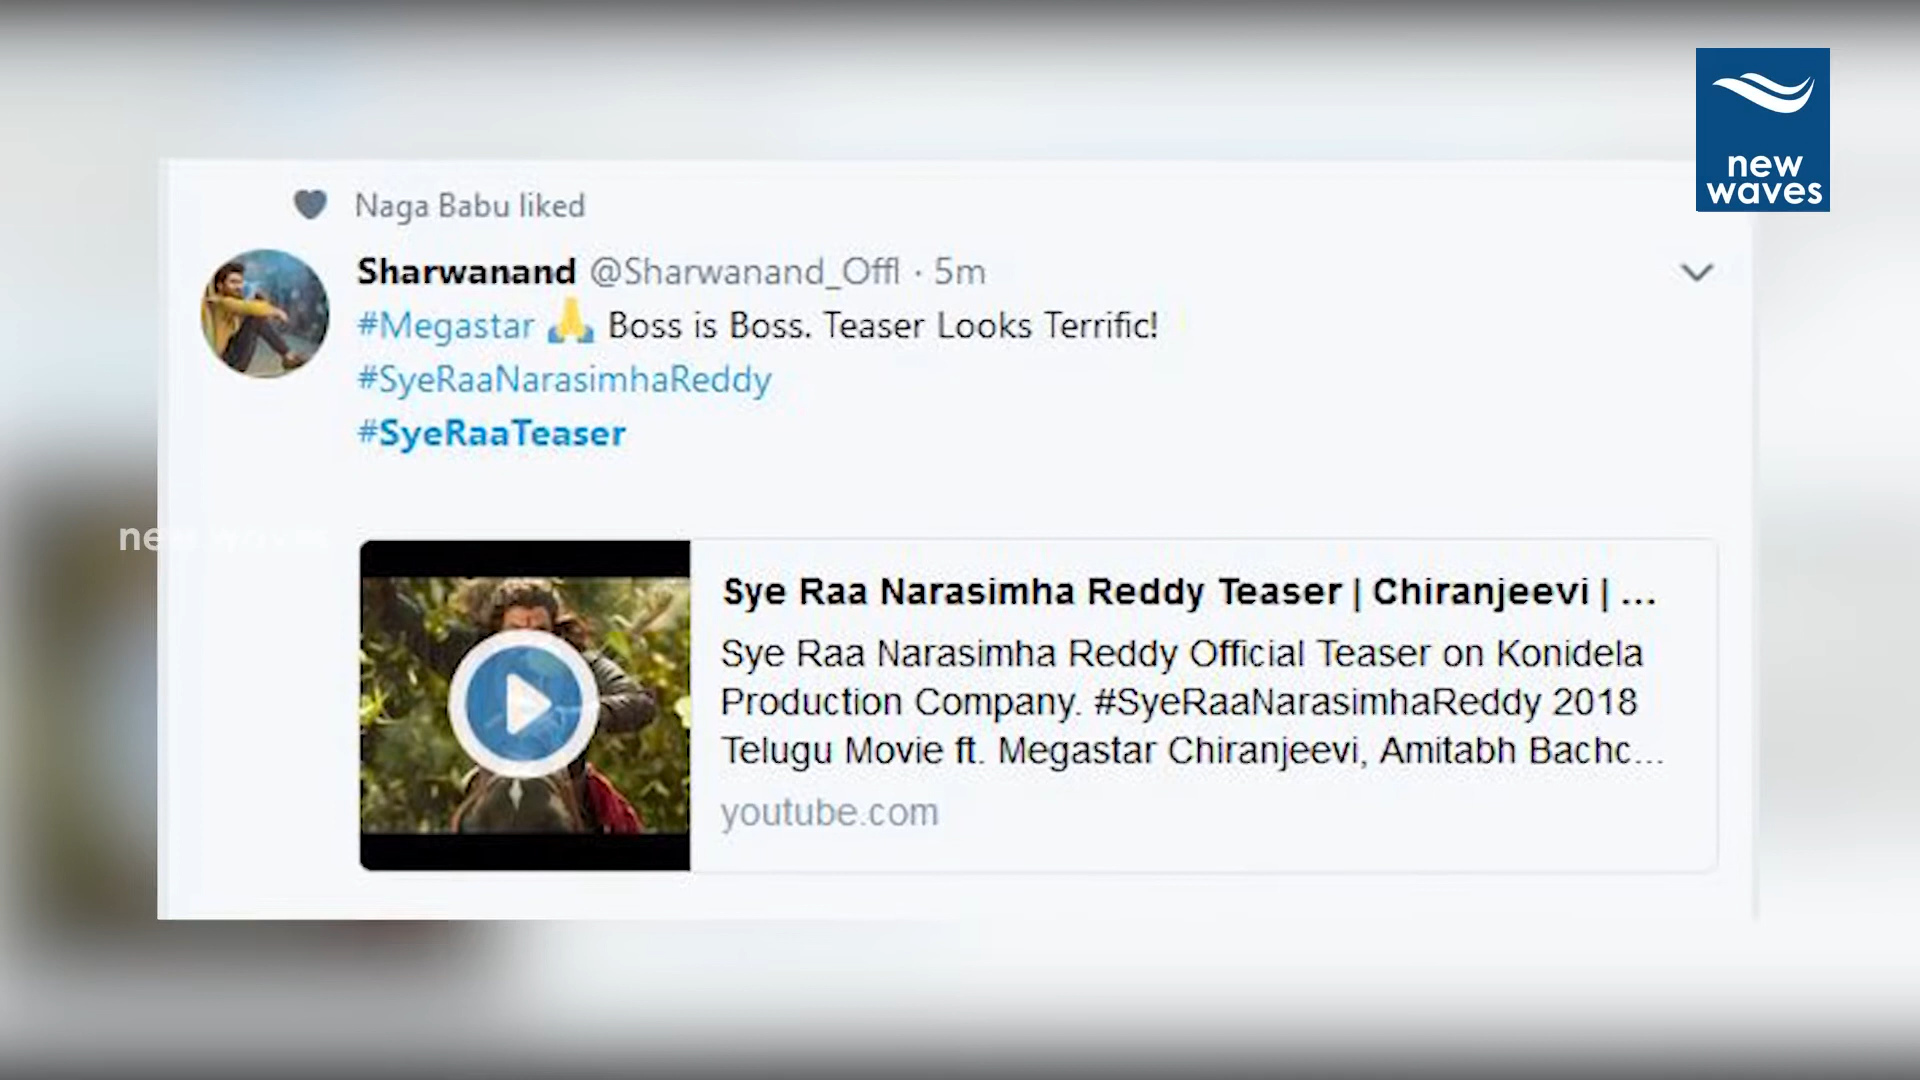 new
waves
Naga Babu liked
Sharwanand @Sharwanand_Offl · 5m
#Megastar 🙏 Boss is Boss. Teaser Looks Terrific!
#SyeRaaNarasimhaReddy
#SyeRaaTeaser
new waves
Sye Raa Narasimha Reddy Teaser | Chiranjeevi | ...
Sye Raa Narasimha Reddy Official Teaser on Konidela
Production Company. #SyeRaaNarasimhaReddy 2018
Telugu Movie ft. Megastar Chiranjeevi, Amitabh Bachc...
youtube.com